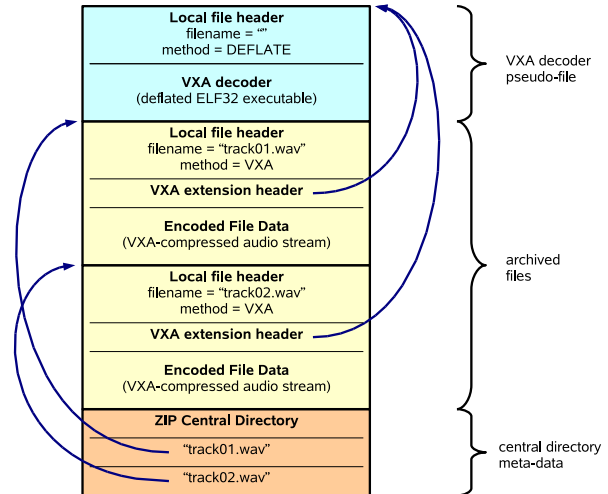 Local file header
filename = “”
method = DEFLATE
VXA decoder
(deflated ELF32 executable)
VXA decoder
pseudo-file
Local file header
filename = “track01.wav”
method = VXA
VXA extension header
Encoded File Data
(VXA-compressed audio stream)
Local file header
filename = “track02.wav”
method = VXA
VXA extension header
Encoded File Data
(VXA-compressed audio stream)
archived
files
ZIP Central Directory
“track01.wav”
“track02.wav”
central directory
meta-data